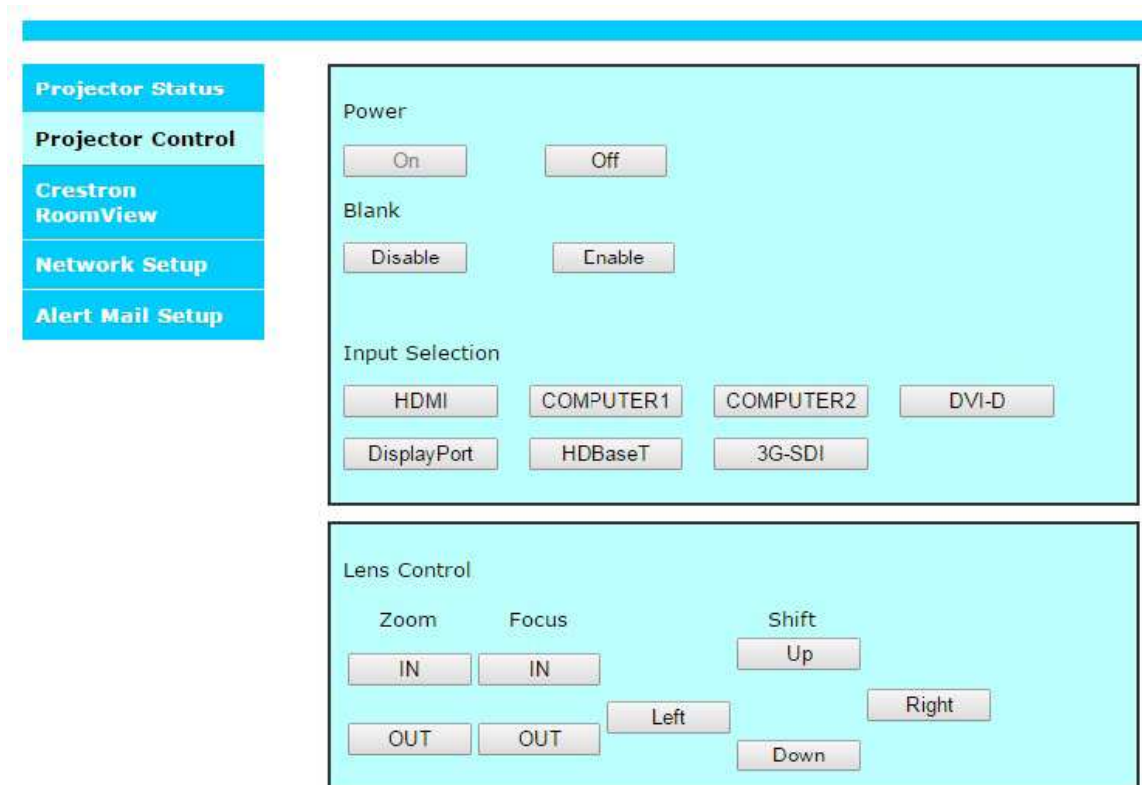 Projector Status
Projector Control
Crestron
RoomView
Network Setup
Alert Mail Setup
Power
On Off
Blank
Disable Enable
Input Selection
HDMI COMPUTER1 COMPUTER2 DVI-D
DisplayPort HDBaseT 3G-SDI
Lens Control
Zoom Focus Shift
Up
IN IN
Right
Left
OUT OUT
Down